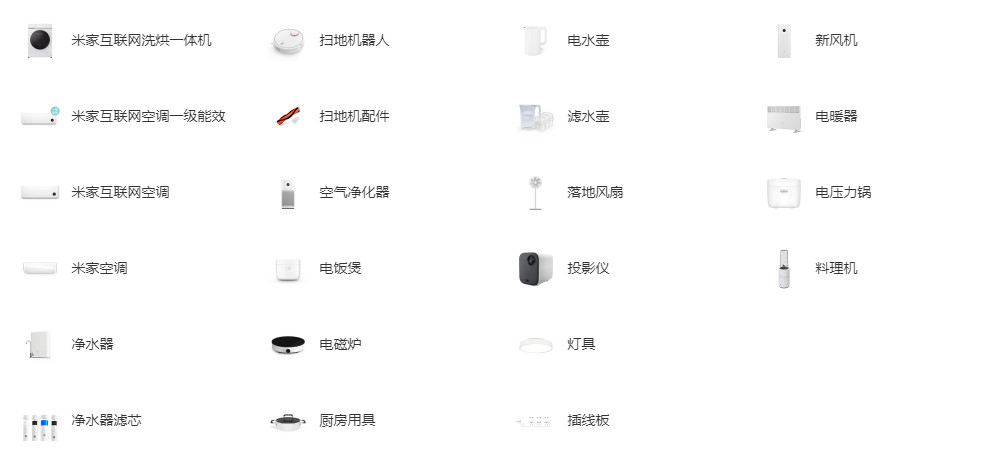 米家互联网洗烘一体机
米家互联网空调一级能效
米家互联网空调
米家空调
净水器
净水器滤芯
扫地机器人
扫地机配件
空气净化器
电饭煲
电磁炉
厨房用具
电水壶
滤水壶
落地风扇
投影仪
灯具
插线板
新风机
电暖器
电压力锅
料理机